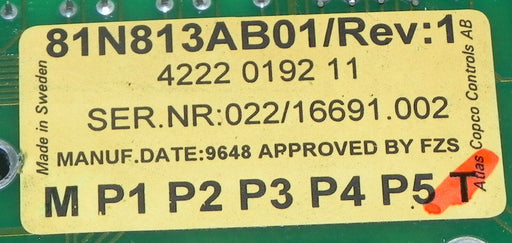 81N813AB01/Rev:1
4222 0192 11
SER.NR:022/16691.002
MANUF.DATE:9648 APPROVED BY FZS
M P1 P2 P3 P4 P5 T
Made in Sweden
Atlas Copco Controls AB